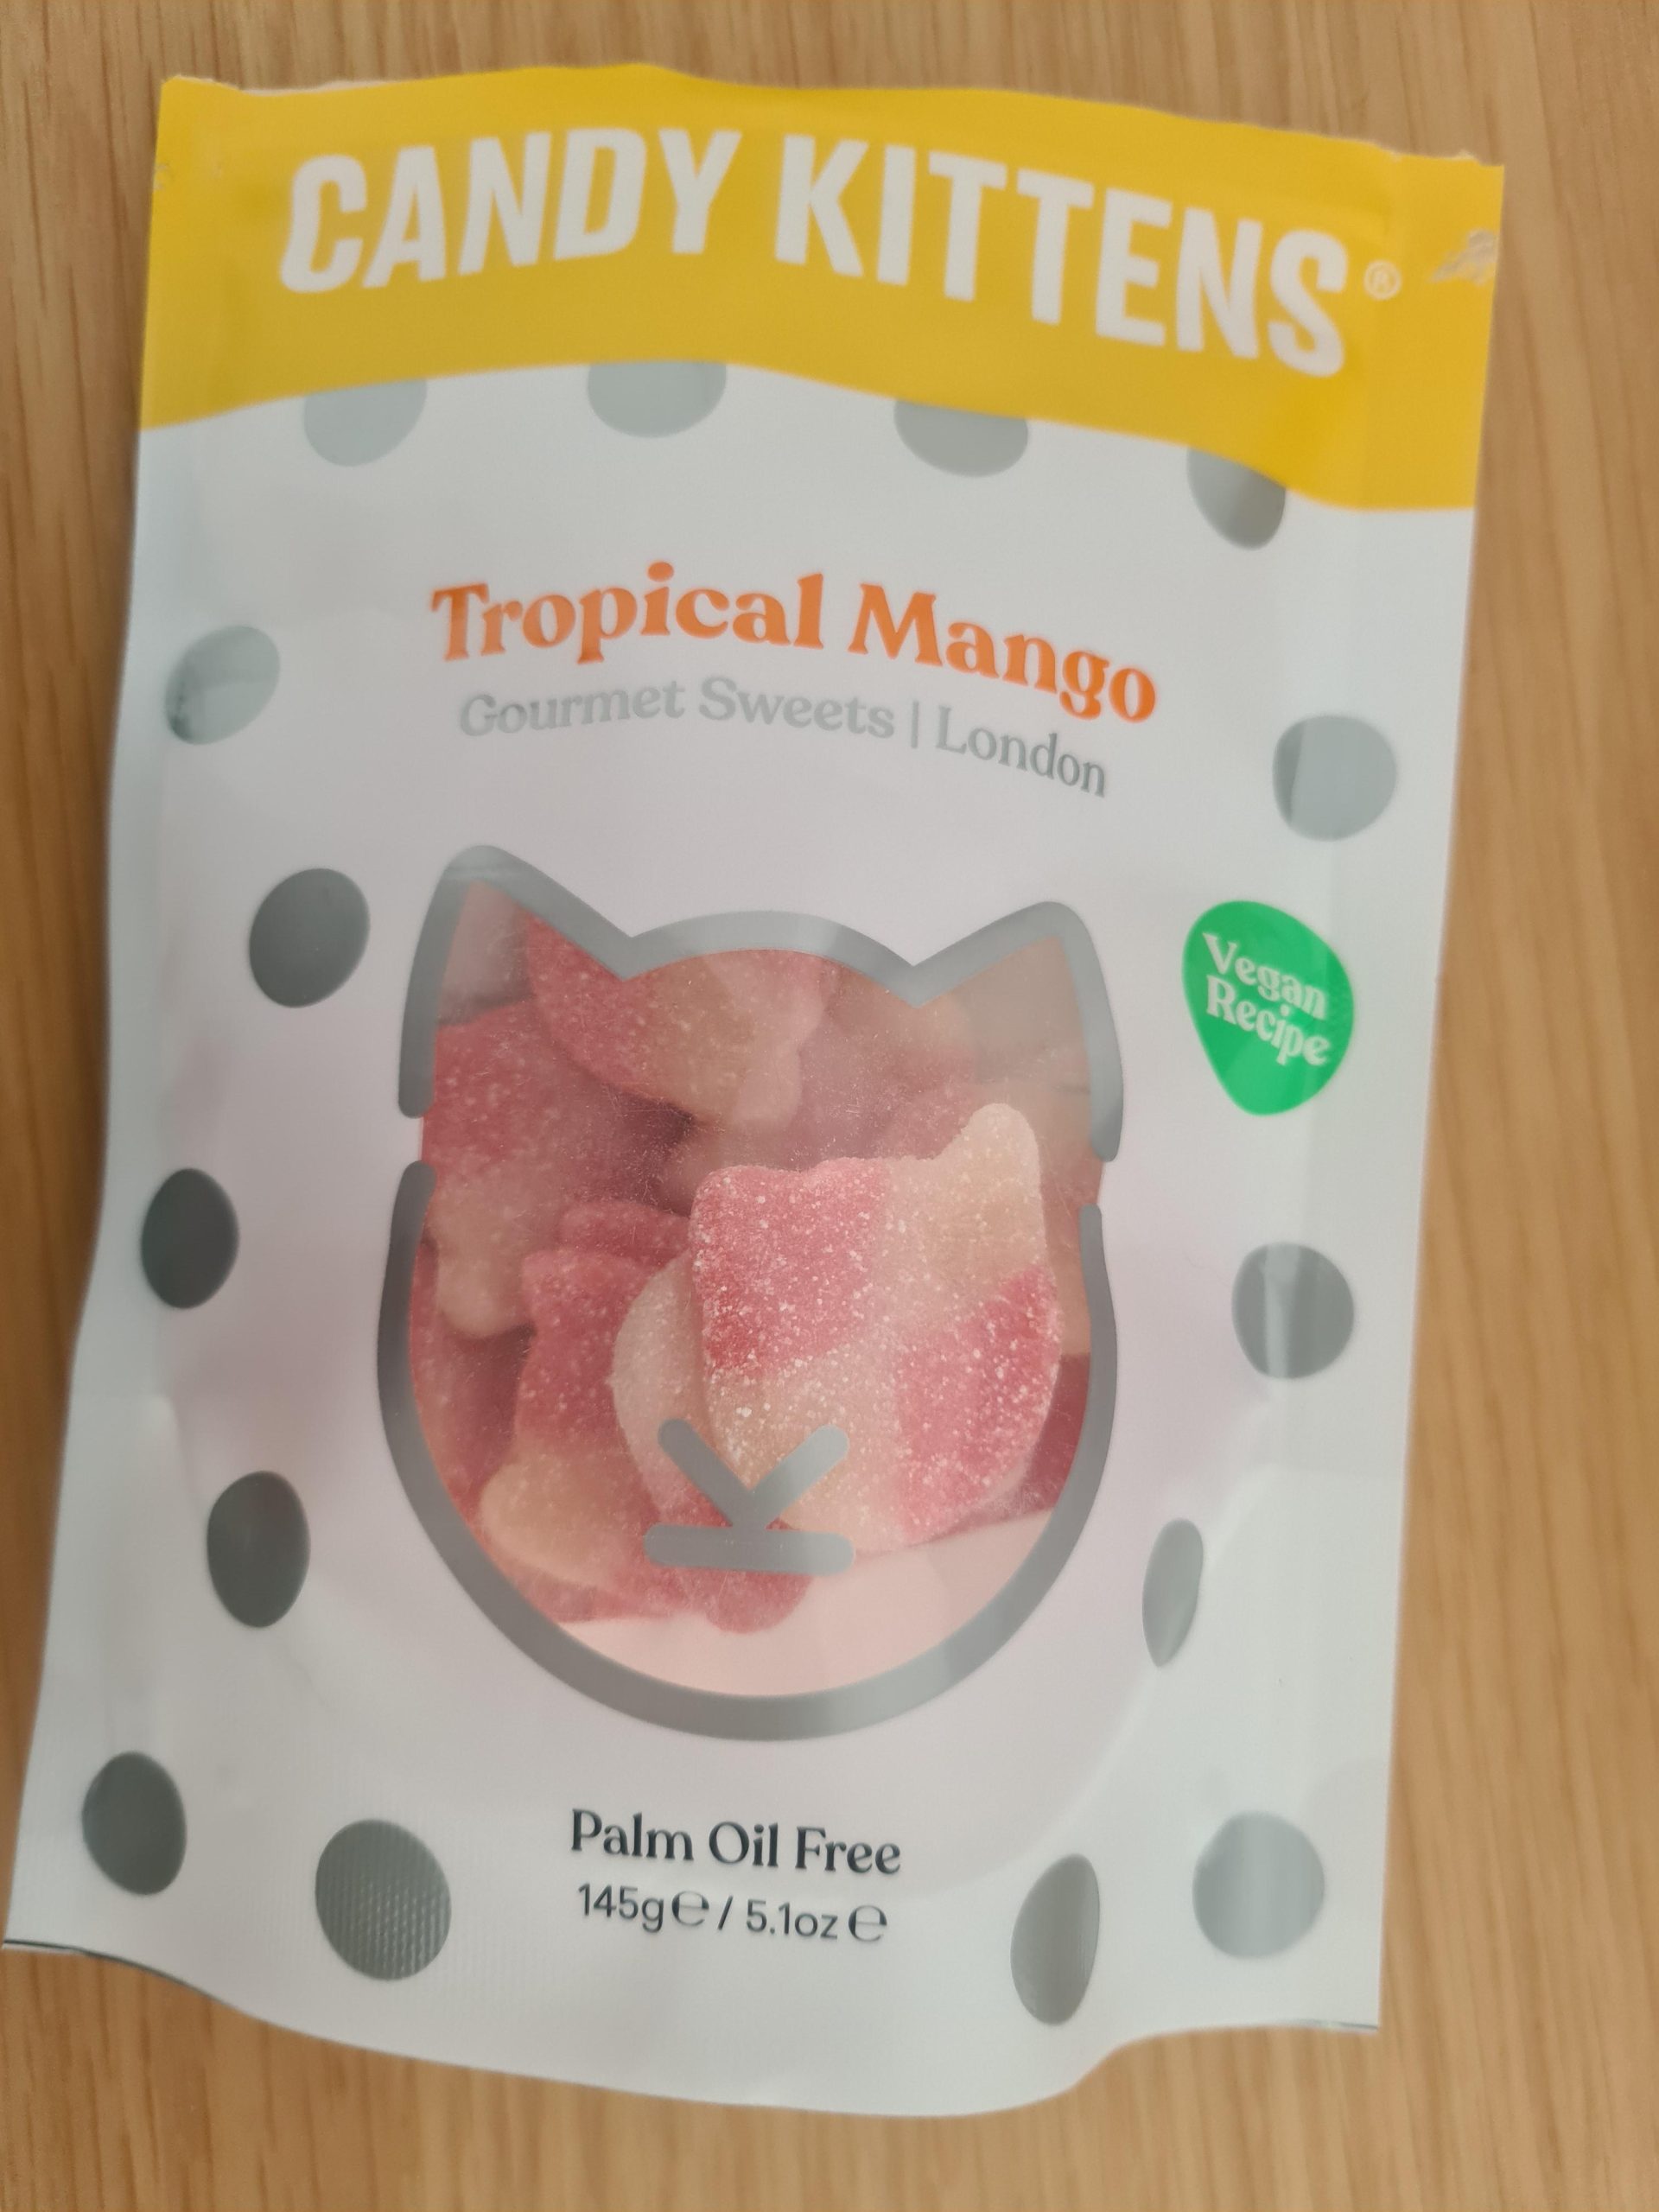 CANDY KITTENS®
Tropical Mango
Gourmet Sweets | London
Vegan
Recipe
Palm Oil Free
145g℮ / 5.1oz℮